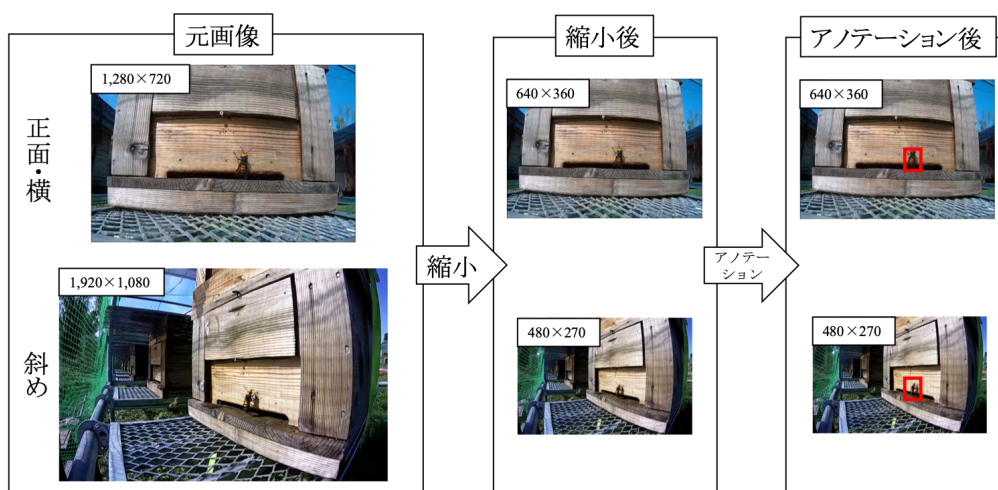 元画像
縮小後
アノテーション後
正面・横
1,280×720
640×360
640×360
縮小
アノテー
ション
斜め
1,920×1,080
480×270
480×270